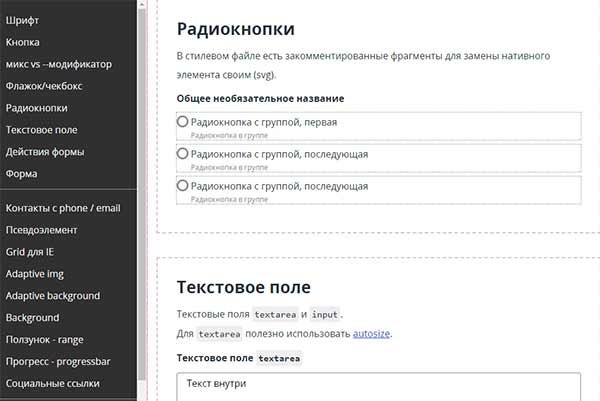 Шрифт
Кнопка
микс vs --модификатор
Флажок/чекбокс
Радиокнопки
Текстовое поле
Действия формы
Форма
Контакты с phone / email
Псевдоэлемент
Grid для IE
Adaptive img
Adaptive background
Background
Ползунок - range
Прогресс - progressbar
Социальные ссылки
Радиокнопки
В стилевом файле есть закомментированные фрагменты для замены нативного
элемента своим (svg).
Общее необязательное название
Радиокнопка с группой, первая
Радиокнопка в группе
Радиокнопка с группой, последующая
Радиокнопка в группе
Радиокнопка с группой, последующая
Радиокнопка в группе
Текстовое поле
Текстовые поля textarea и input.
Для textarea полезно использовать autosize.
Текстовое поле textarea
Текст внутри